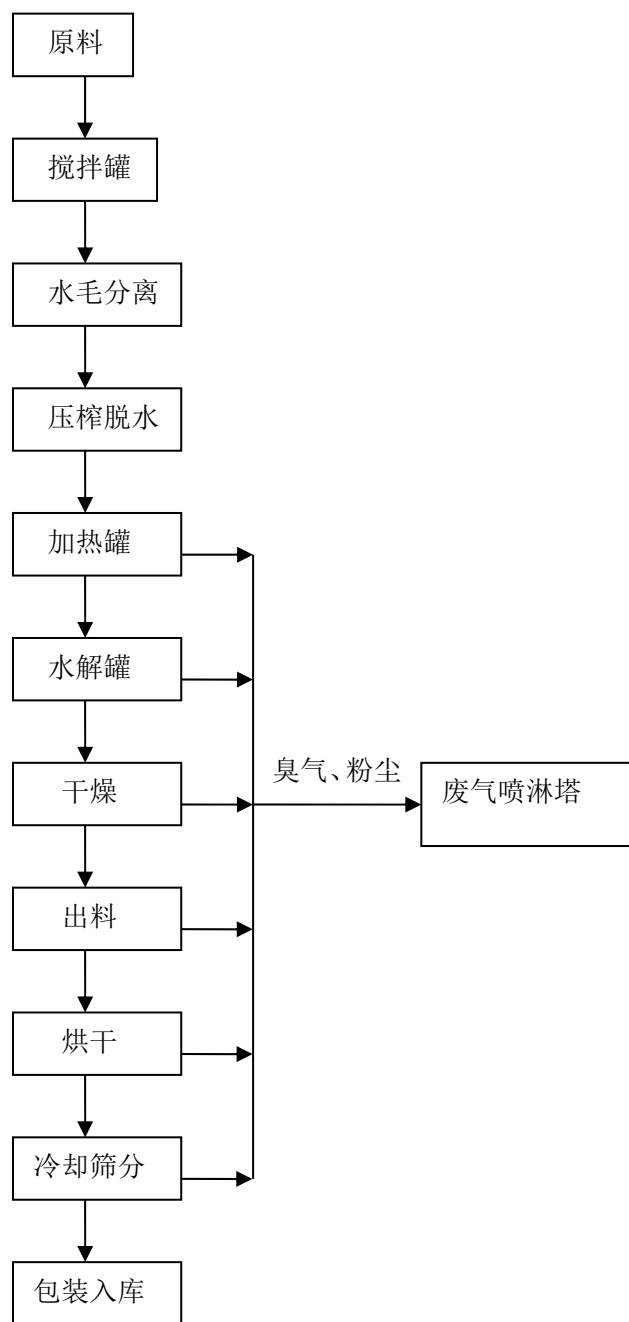 原料
搅拌罐
水毛分离
压榨脱水
加热罐
水解罐
干燥
臭气、粉尘
废气喷淋塔
出料
烘干
冷却筛分
包装入库